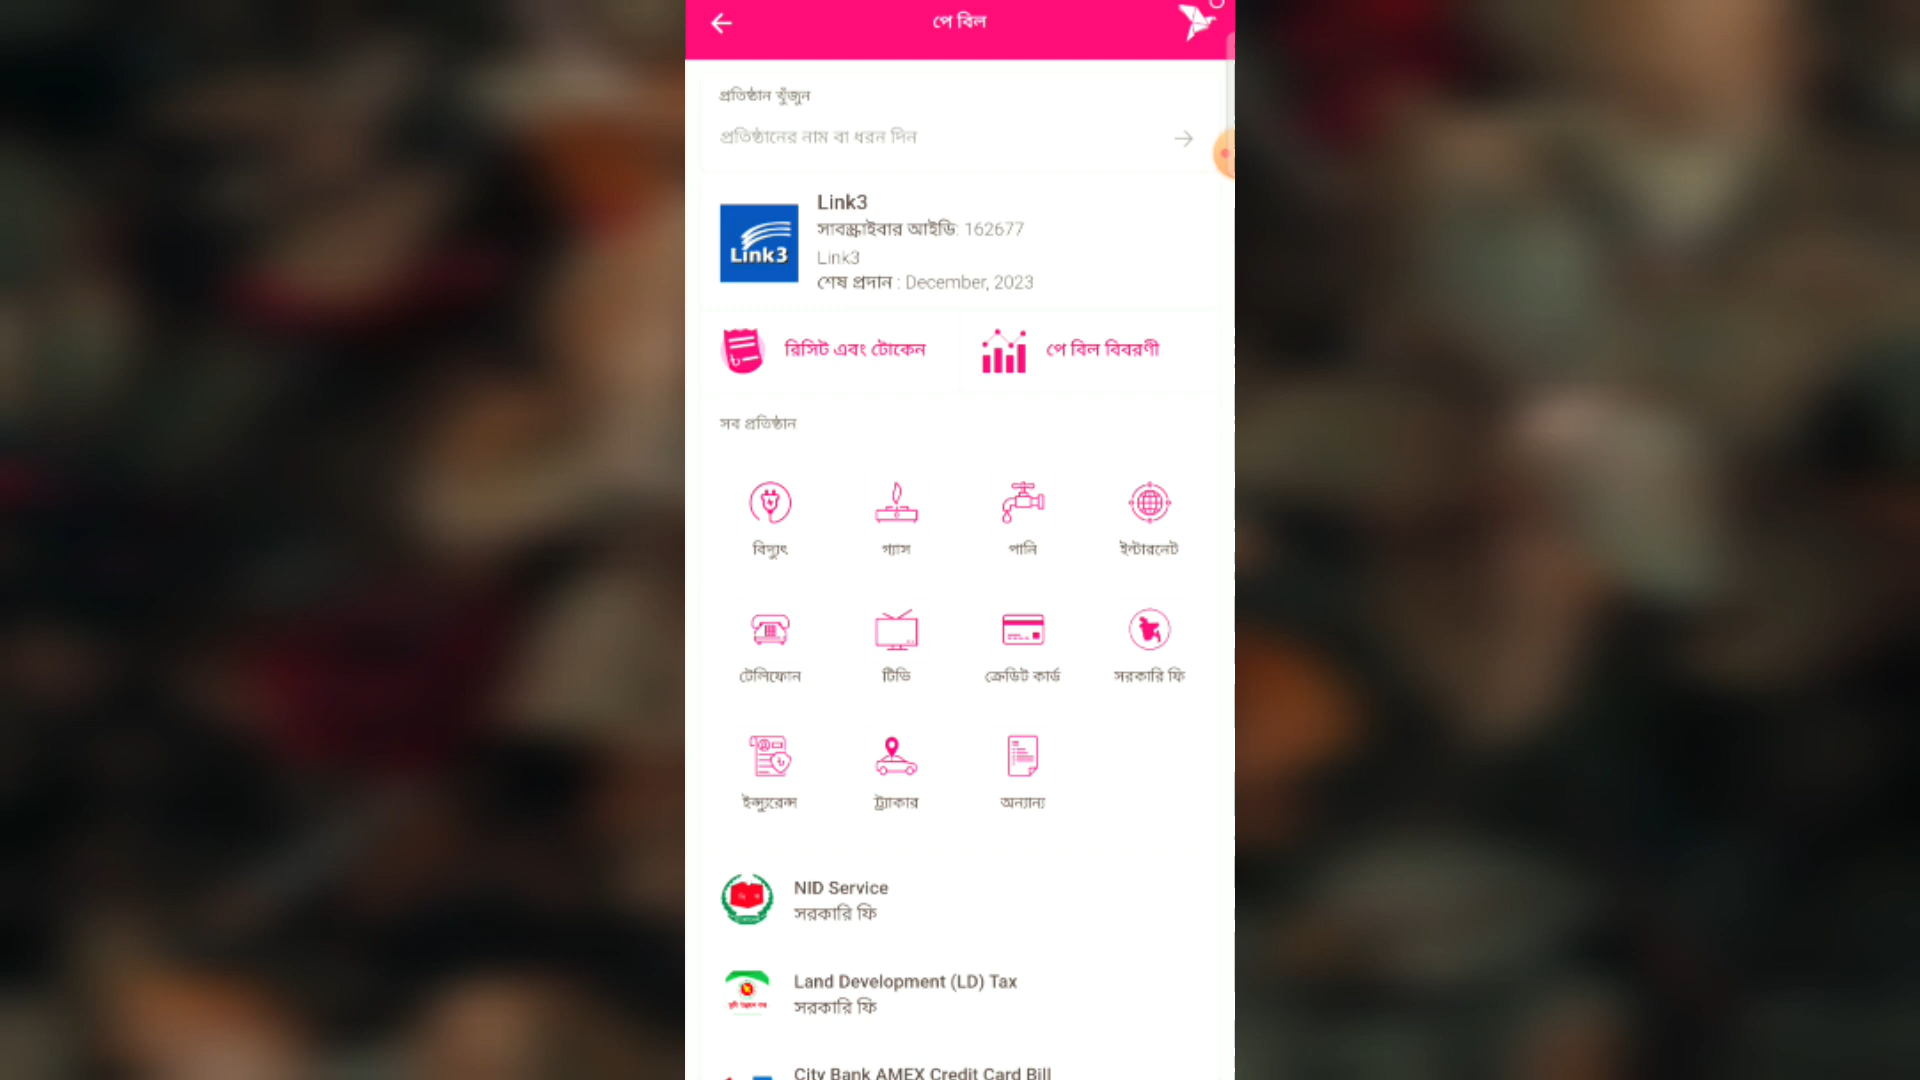 পে বিল
প্রতিষ্ঠান খুঁজুন
প্রতিষ্ঠানের নাম বা ধরন দিন
Link3
সাবস্ক্রাইবার আইডি: 162677
Link3
Link3
শেষ প্রদান : December, 2023
রিসিট এবং টোকেন
পে বিল বিবরণী
সব প্রতিষ্ঠান
বিদ্যুৎ
গ্যাস
পানি
ইন্টারনেট
টেলিফোন
টিভি
ক্রেডিট কার্ড
সরকারি ফি
ইন্স্যুরেন্স
ট্র্যাকার
অন্যান্য
NID Service
সরকারি ফি
Land Development (LD) Tax
সরকারি ফি
City Bank AMEX Credit Card Bill